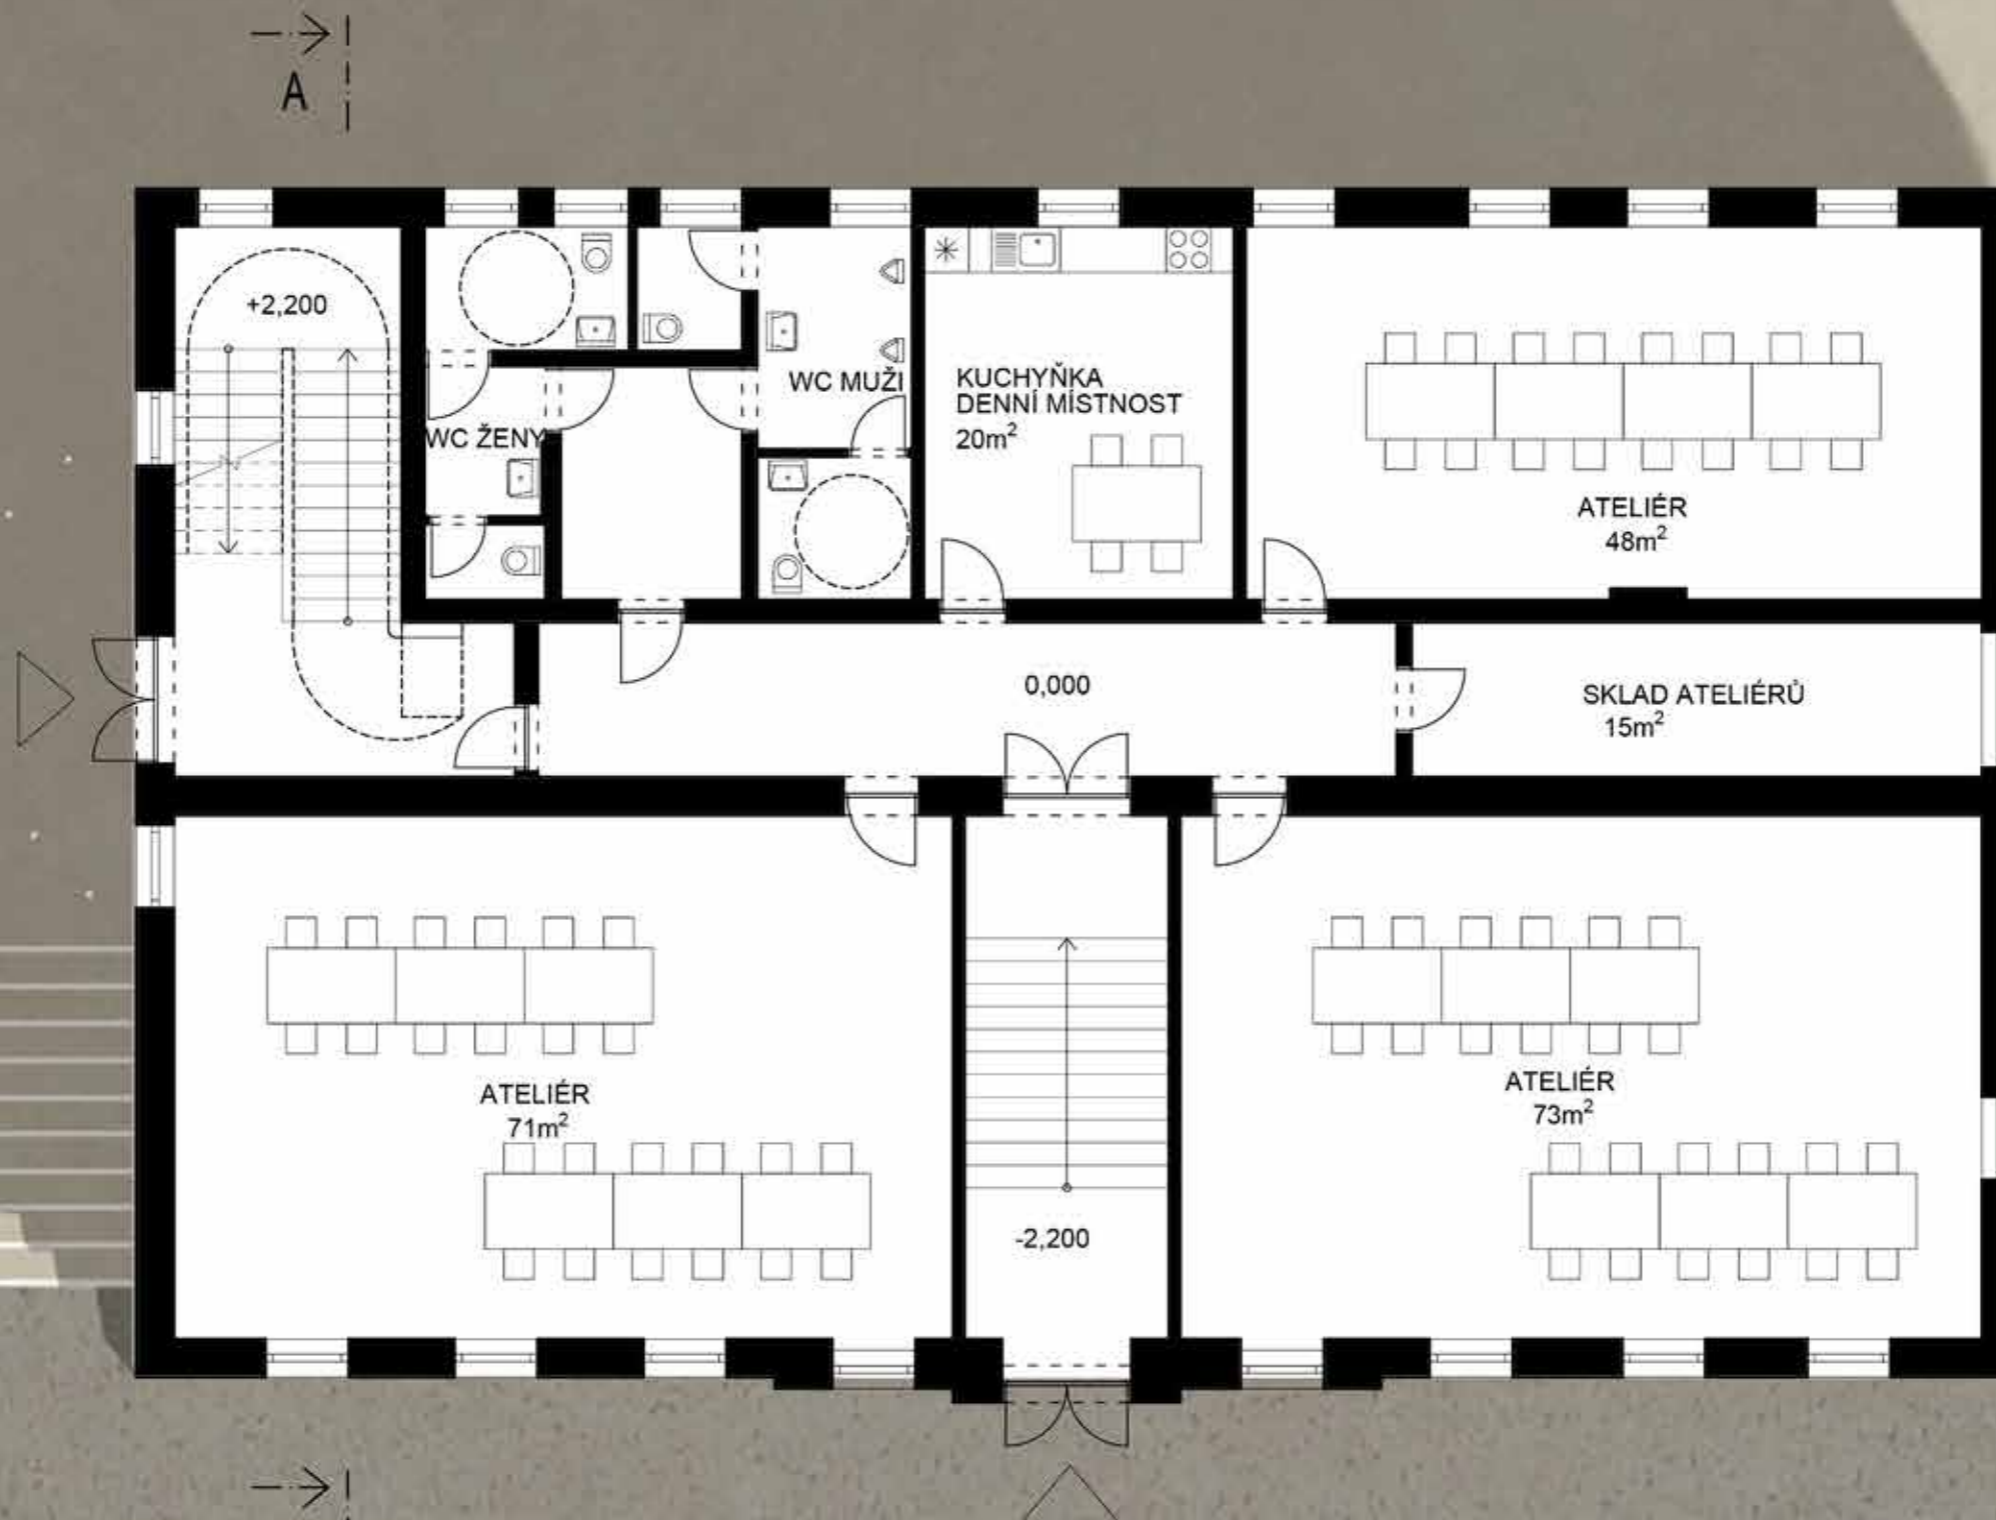 A
+2,200
WC MUŽI
KUCHYŇKA
DENNÍ MÍSTNOST
20m²
WC ŽENY
ATELIÉR
48m²
0,000
SKLAD ATELIÉRŮ
15m²
ATELIÉR
71m²
ATELIÉR
73m²
-2,200